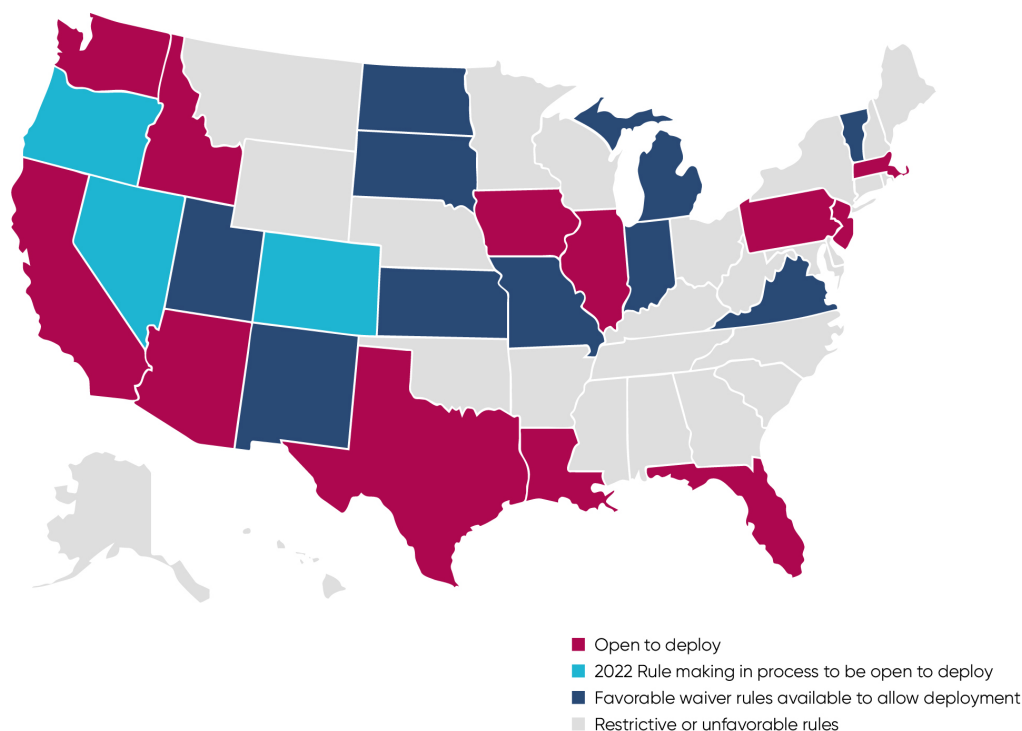 Open to deploy
2022 Rule making in process to be open to deploy
Favorable waiver rules available to allow deployment
Restrictive or unfavorable rules